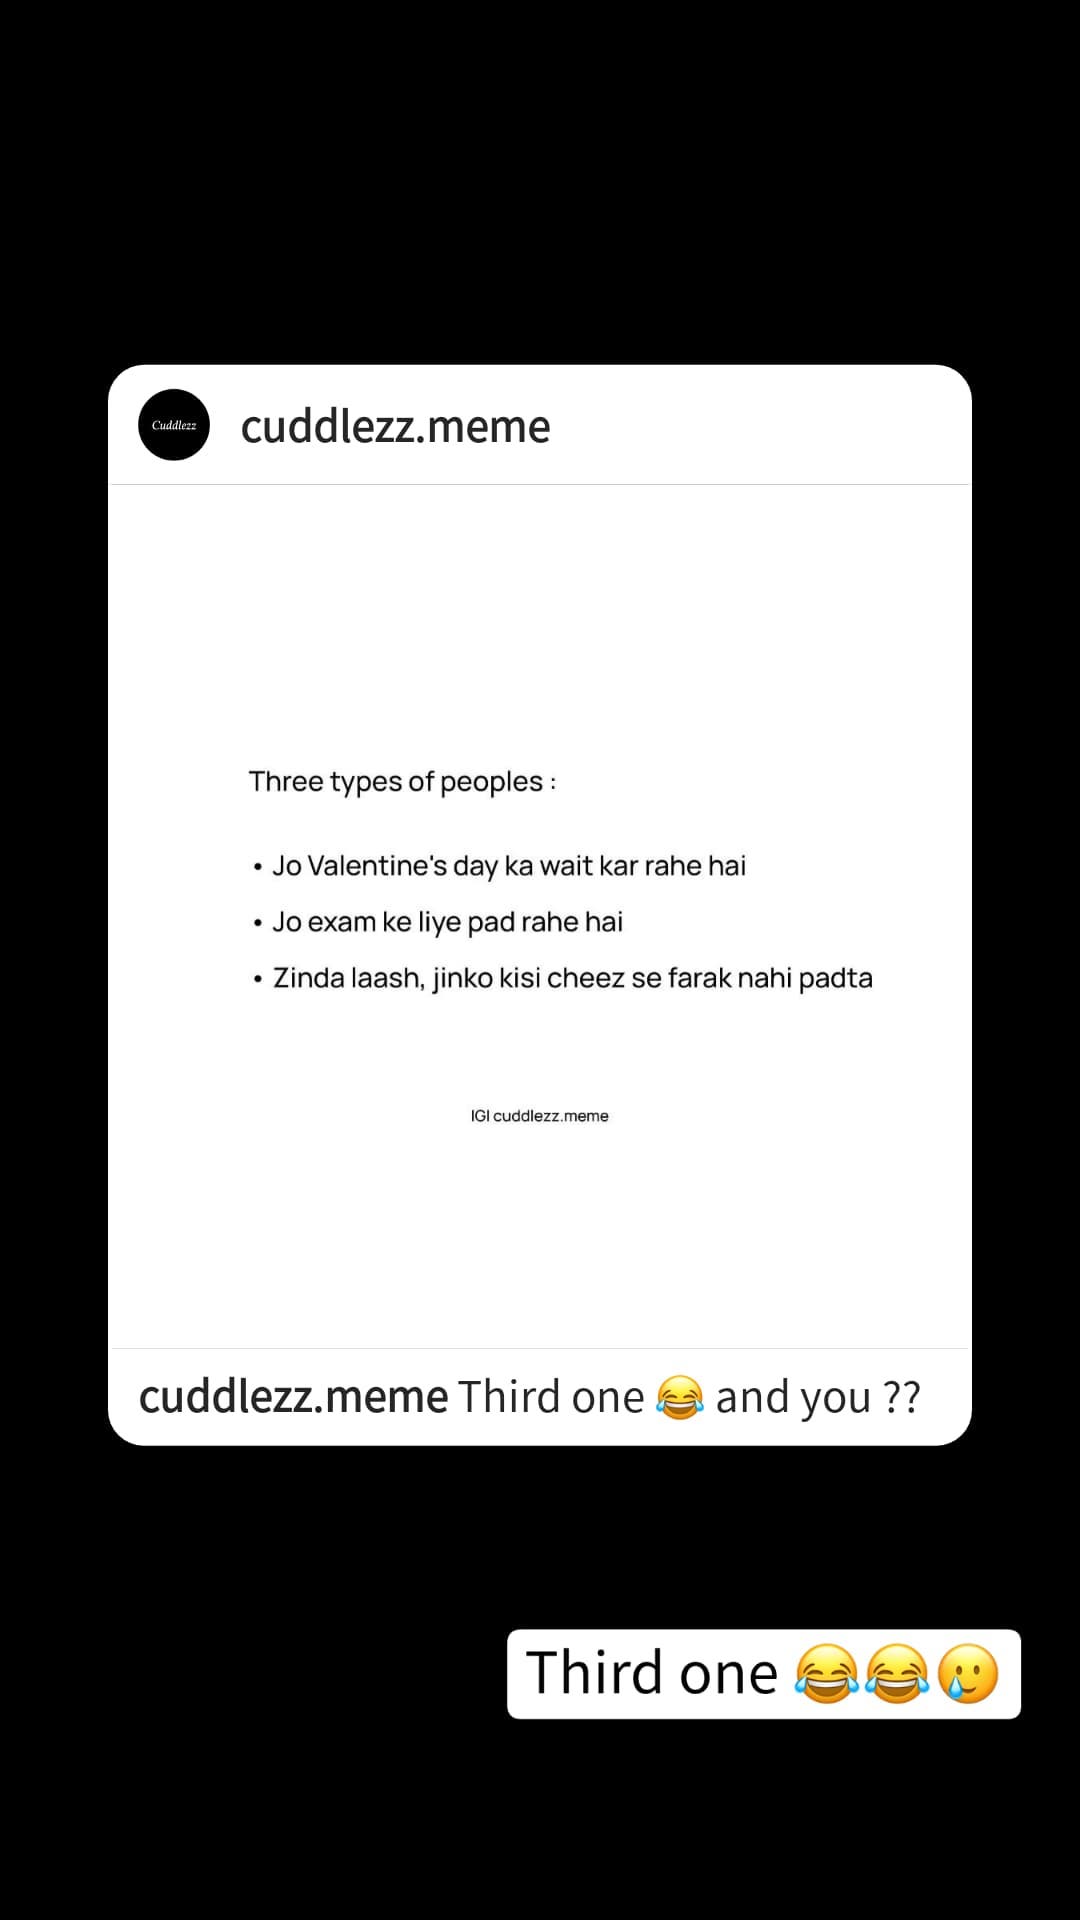 Cuddlezz
cuddlezz.meme
Three types of peoples :
• Jo Valentine's day ka wait kar rahe hai
• Jo exam ke liye pad rahe hai
• Zinda laash, jinko kisi cheez se farak nahi padta
IGI cuddlezz.meme
cuddlezz.meme Third one 😂 and you ??
Third one 😂😂🥲